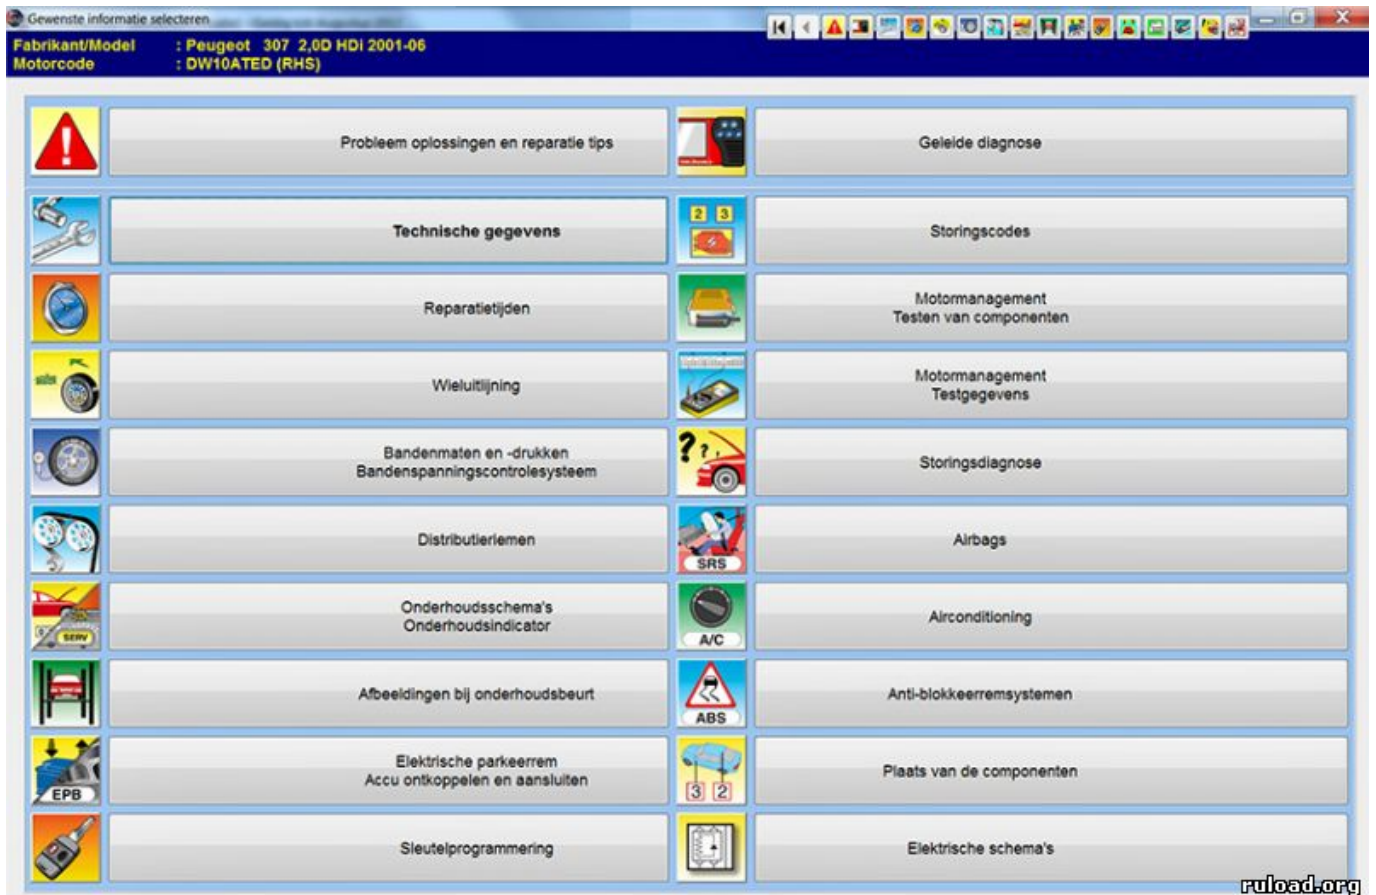 Gewenste informatie selecteren
Fabrikant/Model : Peugeot 307 2,0D HDi 2001-06
Motorcode : DW10ATED (RHS)
Probleem oplossingen en reparatie tips
Geleide diagnose
Technische gegevens
2 3
Storingscodes
Reparatietijden
Motormanagement
Testen van componenten
Wieluitlijning
Motormanagement
Testgegevens
Bandenmaten en -drukken
Bandenspanningscontrolesysteem
??
Storingsdiagnose
Distributieriemen
SRS
Airbags
SERV
Onderhoudsschema's
Onderhoudsindicator
A/C
Airconditioning
Afbeeldingen bij onderhoudsbeurt
ABS
Anti-blokkeerremsystemen
EPB
Elektrische parkeerrem
Accu ontkoppelen en aansluiten
3 2
Plaats van de componenten
Sleutelprogrammering
Elektrische schema's
ruload.org